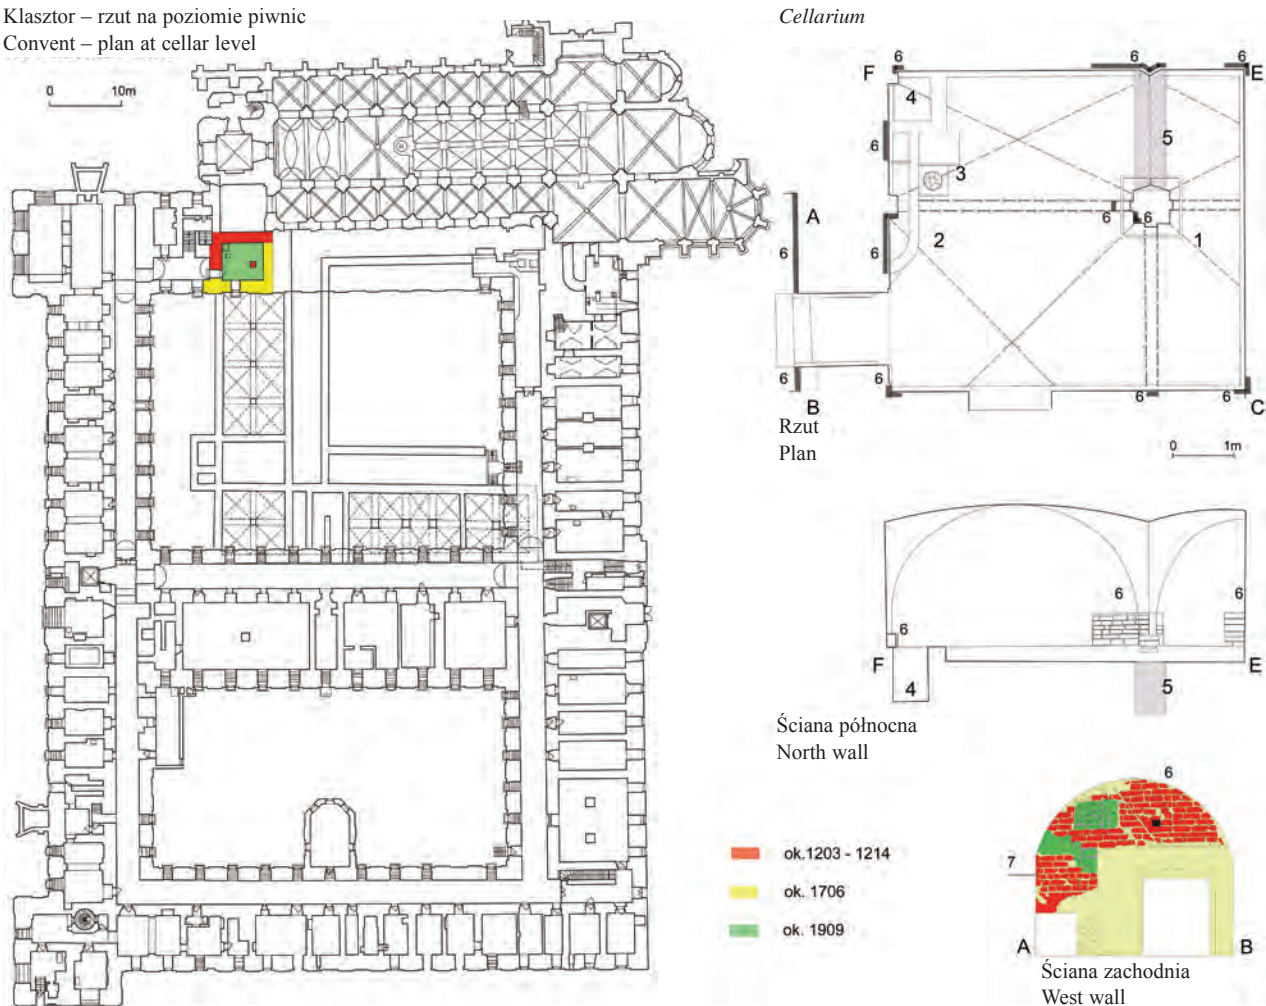 Klasztor – rzut na poziomie piwnic
Convent – plan at cellar level
0 10m
Cellarium
F 6 6 6 E
4
5
6
3
A
6 6
6 6
2 1
6
6 6
B 6 6 C
Rzut
Plan
0 1m
6 6
6
F E
4 5
Ściana północna
North wall
6
7
A B
Ściana zachodnia
West wall
ok.1203 - 1214
ok. 1706
ok. 1909